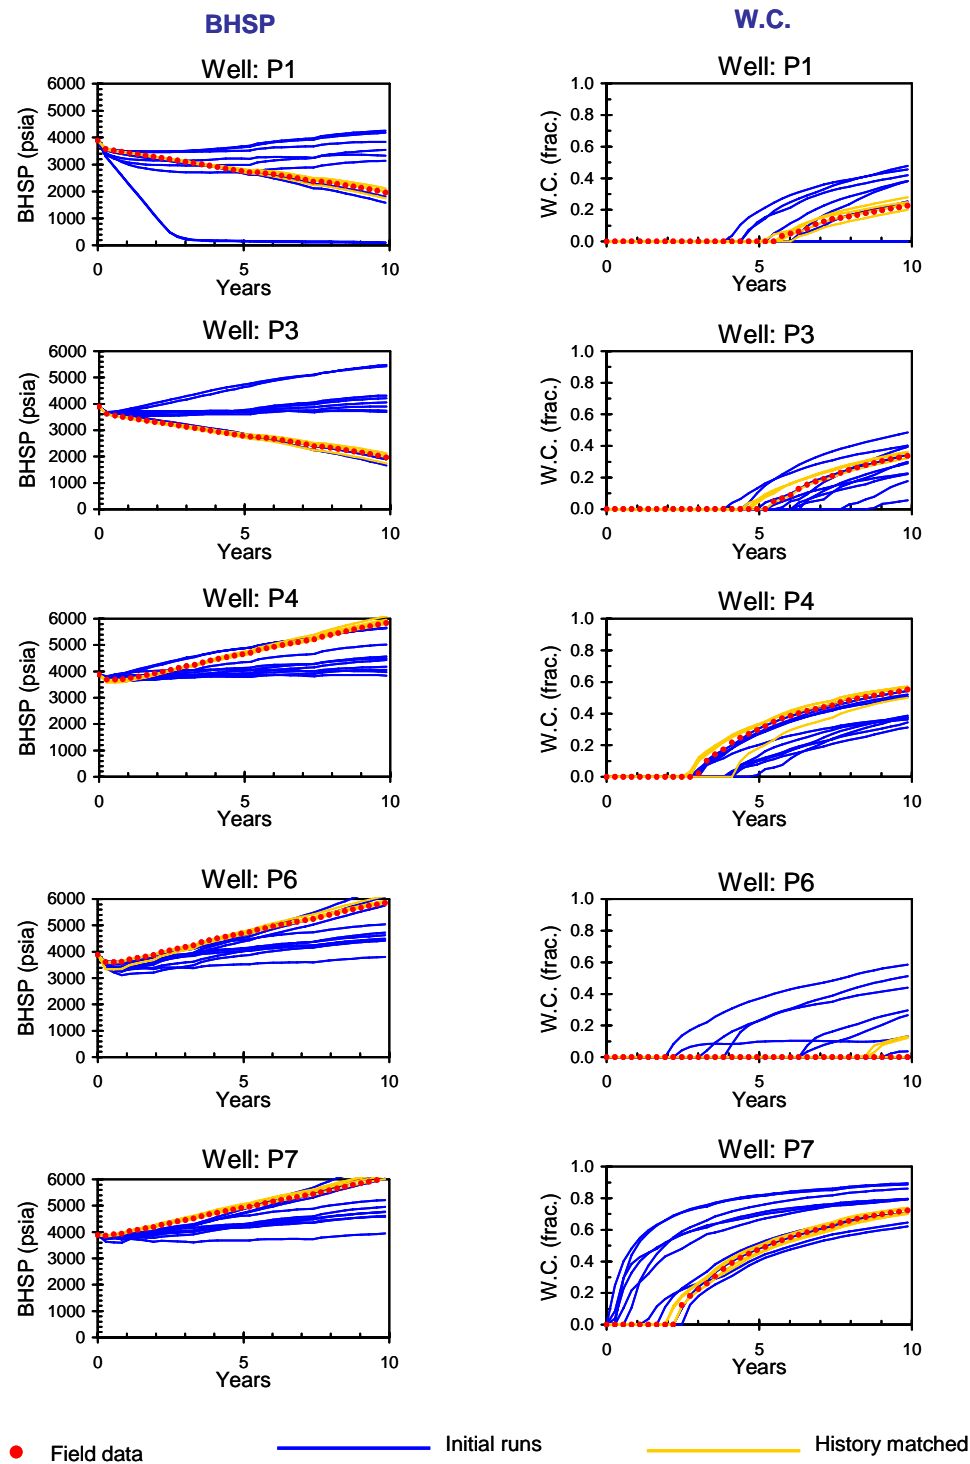 BHSP
W.C.
Well: P1
BHSP (psia)
6000
5000
4000
3000
2000
1000
0
0 5 10
Years
Well: P1
W.C. (frac.)
1.0
0.8
0.6
0.4
0.2
0.0
0 5 10
Years
Well: P3
BHSP (psia)
6000
5000
4000
3000
2000
1000
0
0 5 10
Years
Well: P3
W.C. (frac.)
1.0
0.8
0.6
0.4
0.2
0.0
0 5 10
Years
Well: P4
BHSP (psia)
6000
5000
4000
3000
2000
1000
0
0 5 10
Years
Well: P4
W.C. (frac.)
1.0
0.8
0.6
0.4
0.2
0.0
0 5 10
Years
Well: P6
BHSP (psia)
6000
5000
4000
3000
2000
1000
0
0 5 10
Years
Well: P6
W.C. (frac.)
1.0
0.8
0.6
0.4
0.2
0.0
0 5 10
Years
Well: P7
BHSP (psia)
6000
5000
4000
3000
2000
1000
0
0 5 10
Years
Well: P7
W.C. (frac.)
1.0
0.8
0.6
0.4
0.2
0.0
0 5 10
Years
Field data
Initial runs
History matched